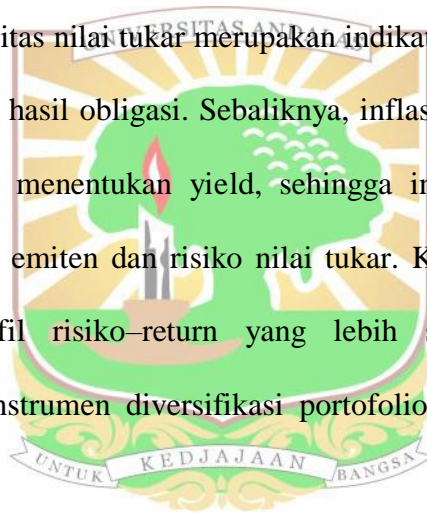 UNIVERSITAS ANDALAS
itas nilai tukar merupakan indikat
hasil obligasi. Sebaliknya, inflas
menentukan yield, sehingga in
emiten dan risiko nilai tukar. K
fil risiko–return yang lebih s
nstrumen diversifikasi portofolio
UNTUK KEDJAJAAN BANGSA